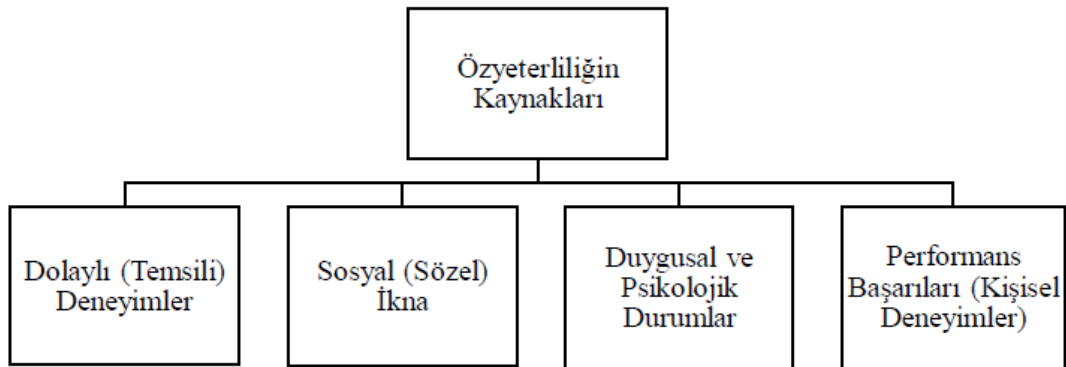 Özyeterliliğin
Kaynakları
Dolaylı (Temsili)
Deneyimler
Sosyal (Sözel)
İkna
Duygusal ve
Psikolojik
Durumlar
Performans
Başarıları (Kişisel
Deneyimler)